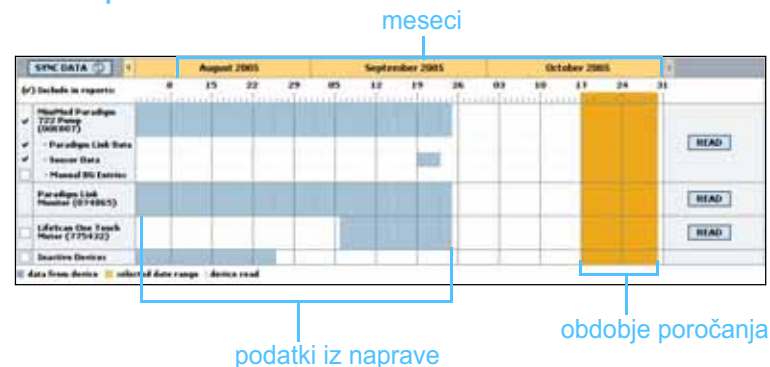 meseci
SYNC DATA
August 2005 September 2005 October 2005
(✓) Include in reports: 8 15 22 29 05 12 19 26 03 10 17 24 31
MiniMed Paradigm
722 Pump
- Paradigm Link Data
- Sensor Data
READ
- Manual BG Entries
Paradigm Link
Monitor (074865)
READ
LifeScan One Touch
Meter (775432)
READ
Inactive Devices
data from device selected date range device read
obdobje poročanja
podatki iz naprave